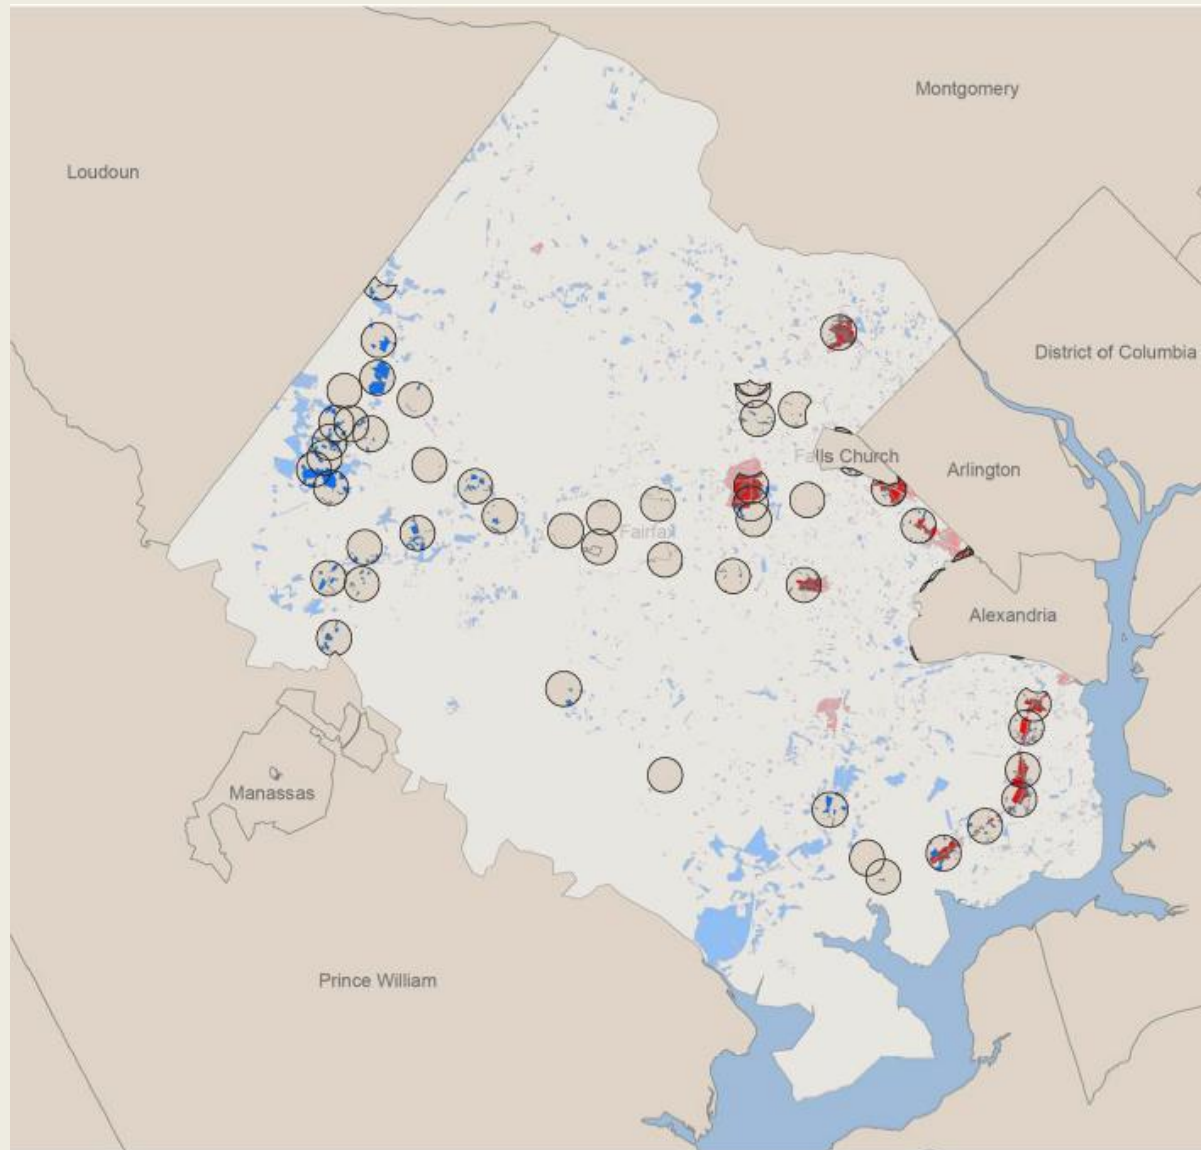 Montgomery
Loudoun
District of Columbia
Falls Church
Arlington
Fairfax
Alexandria
Manassas
Prince William